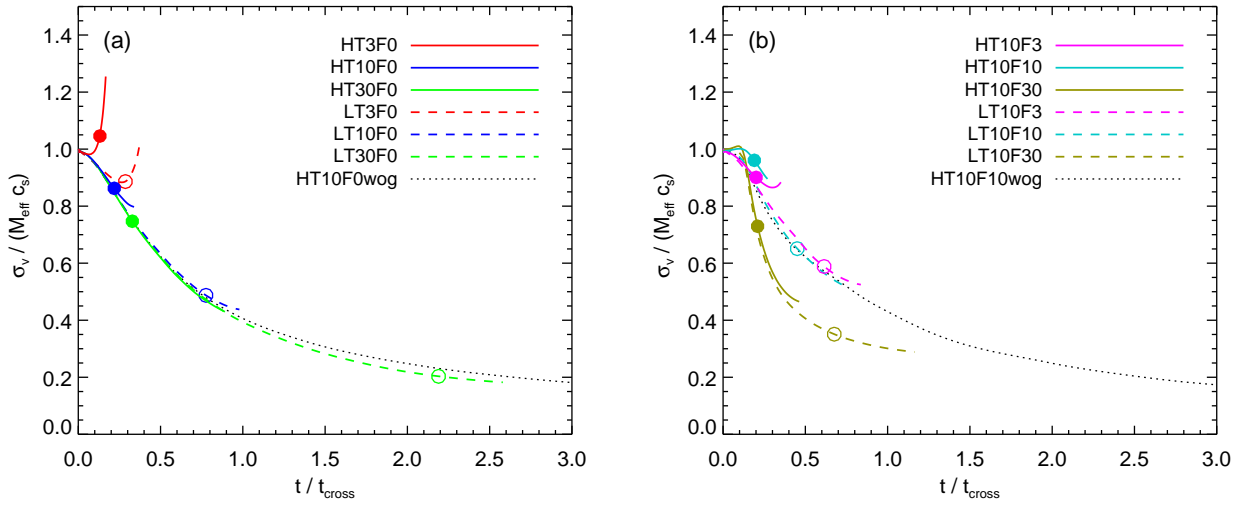 (a)
HT3F0
HT10F0
HT30F0
LT3F0
LT10F0
LT30F0
HT10F0wog
1.4
1.2
1.0
0.8
0.6
0.4
0.2
0.0
σv / (Meff cs)
0.0 0.5 1.0 1.5 2.0 2.5 3.0
t / tcross
(b)
HT10F3
HT10F10
HT10F30
LT10F3
LT10F10
LT10F30
HT10F10wog
1.4
1.2
1.0
0.8
0.6
0.4
0.2
0.0
σv / (Meff cs)
0.0 0.5 1.0 1.5 2.0 2.5 3.0
t / tcross